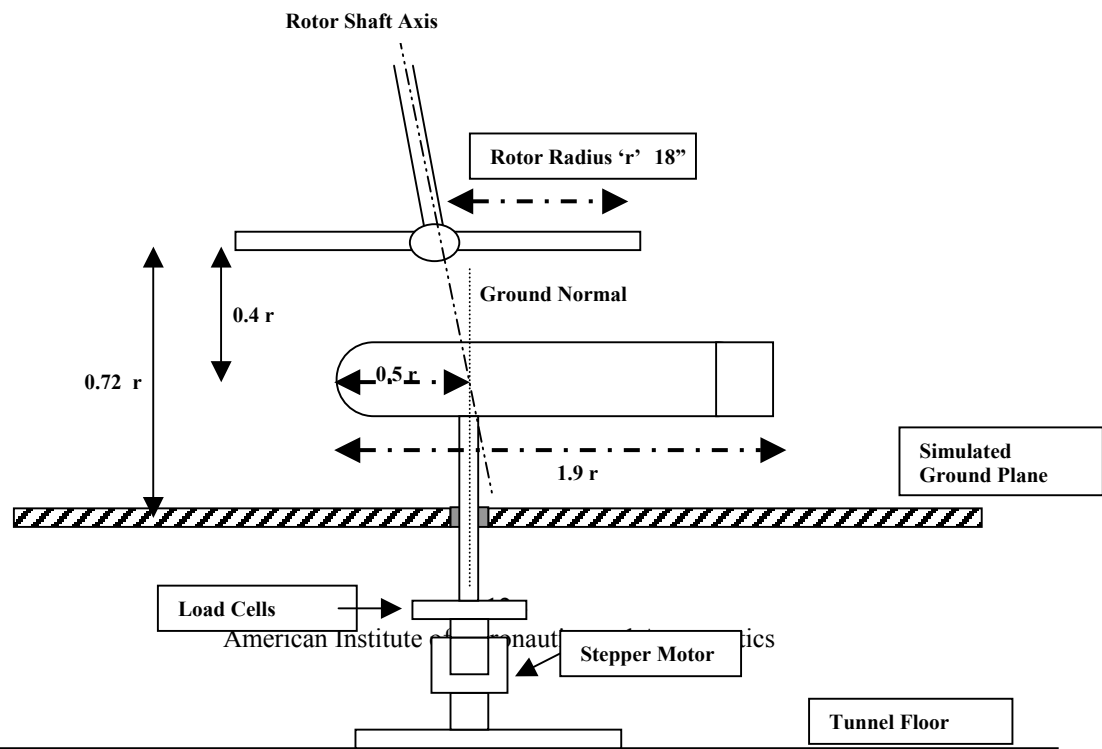 Rotor Shaft Axis
Rotor Radius ‘r’ 18”
Ground Normal
0.4 r
0.72 r
0.5 r
1.9 r
Simulated
Ground Plane
Load Cells
American Institute of
Stepper Motor
Tunnel Floor